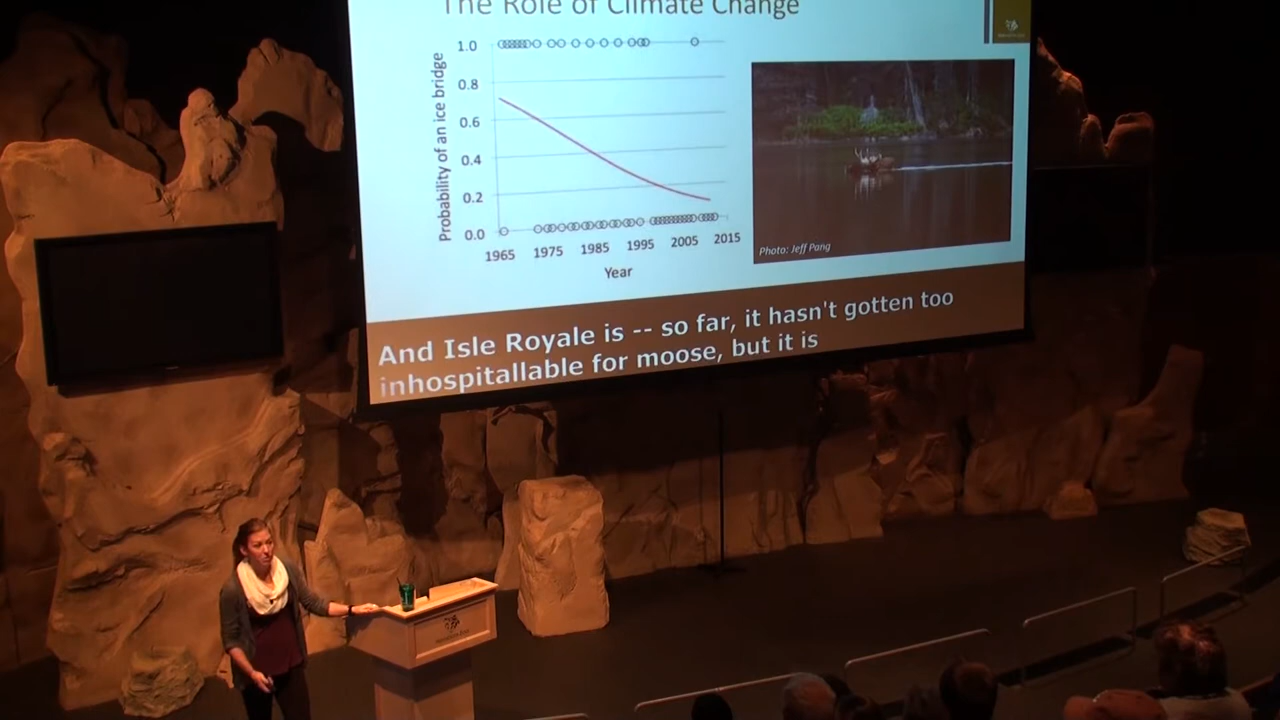 The Role of Climate Change
Probability of an ice bridge
1.0
0.8
0.6
0.4
0.2
0.0
1965 1975 1985 1995 2005 2015
Year
Photo: Jeff Pang
And Isle Royale is -- so far, it hasn't gotten too
inhospitallable for moose, but it is